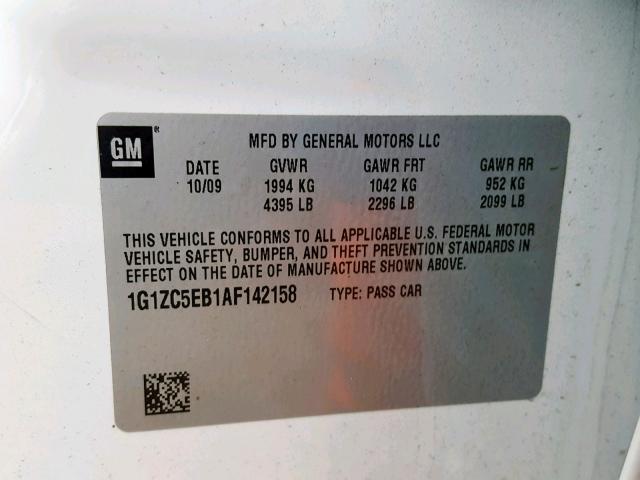 GM®
MFD BY GENERAL MOTORS LLC
DATE GVWR GAWR FRT GAWR RR
10/09 1994 KG 1042 KG 952 KG
4395 LB 2296 LB 2099 LB
THIS VEHICLE CONFORMS TO ALL APPLICABLE U.S. FEDERAL MOTOR
VEHICLE SAFETY, BUMPER, AND THEFT PREVENTION STANDARDS IN
EFFECT ON THE DATE OF MANUFACTURE SHOWN ABOVE.
1G1ZC5EB1AF142158 TYPE: PASS CAR